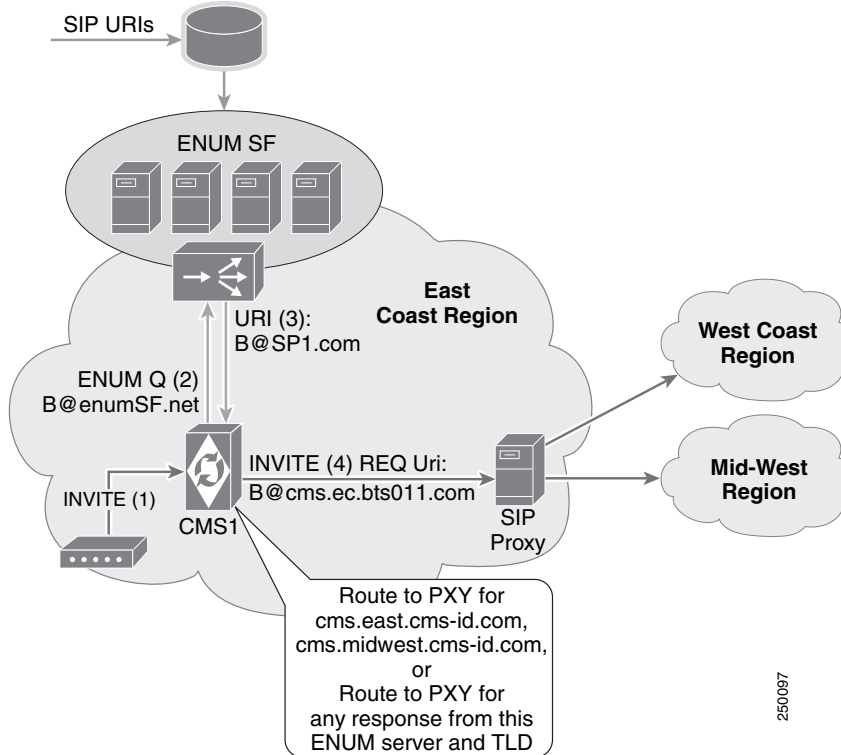 SIP URIs
ENUM SF
East
Coast Region
URI (3):
B@SP1.com
ENUM Q (2)
B@enumSF.net
West Coast
Region
Mid-West
Region
INVITE (4) REQ Uri:
B@cms.ec.bts011.com
INVITE (1)
CMS1
SIP
Proxy
Route to PXY for
cms.east.cms-id.com,
cms.midwest.cms-id.com,
or
Route to PXY for
any response from this
ENUM server and TLD
250097